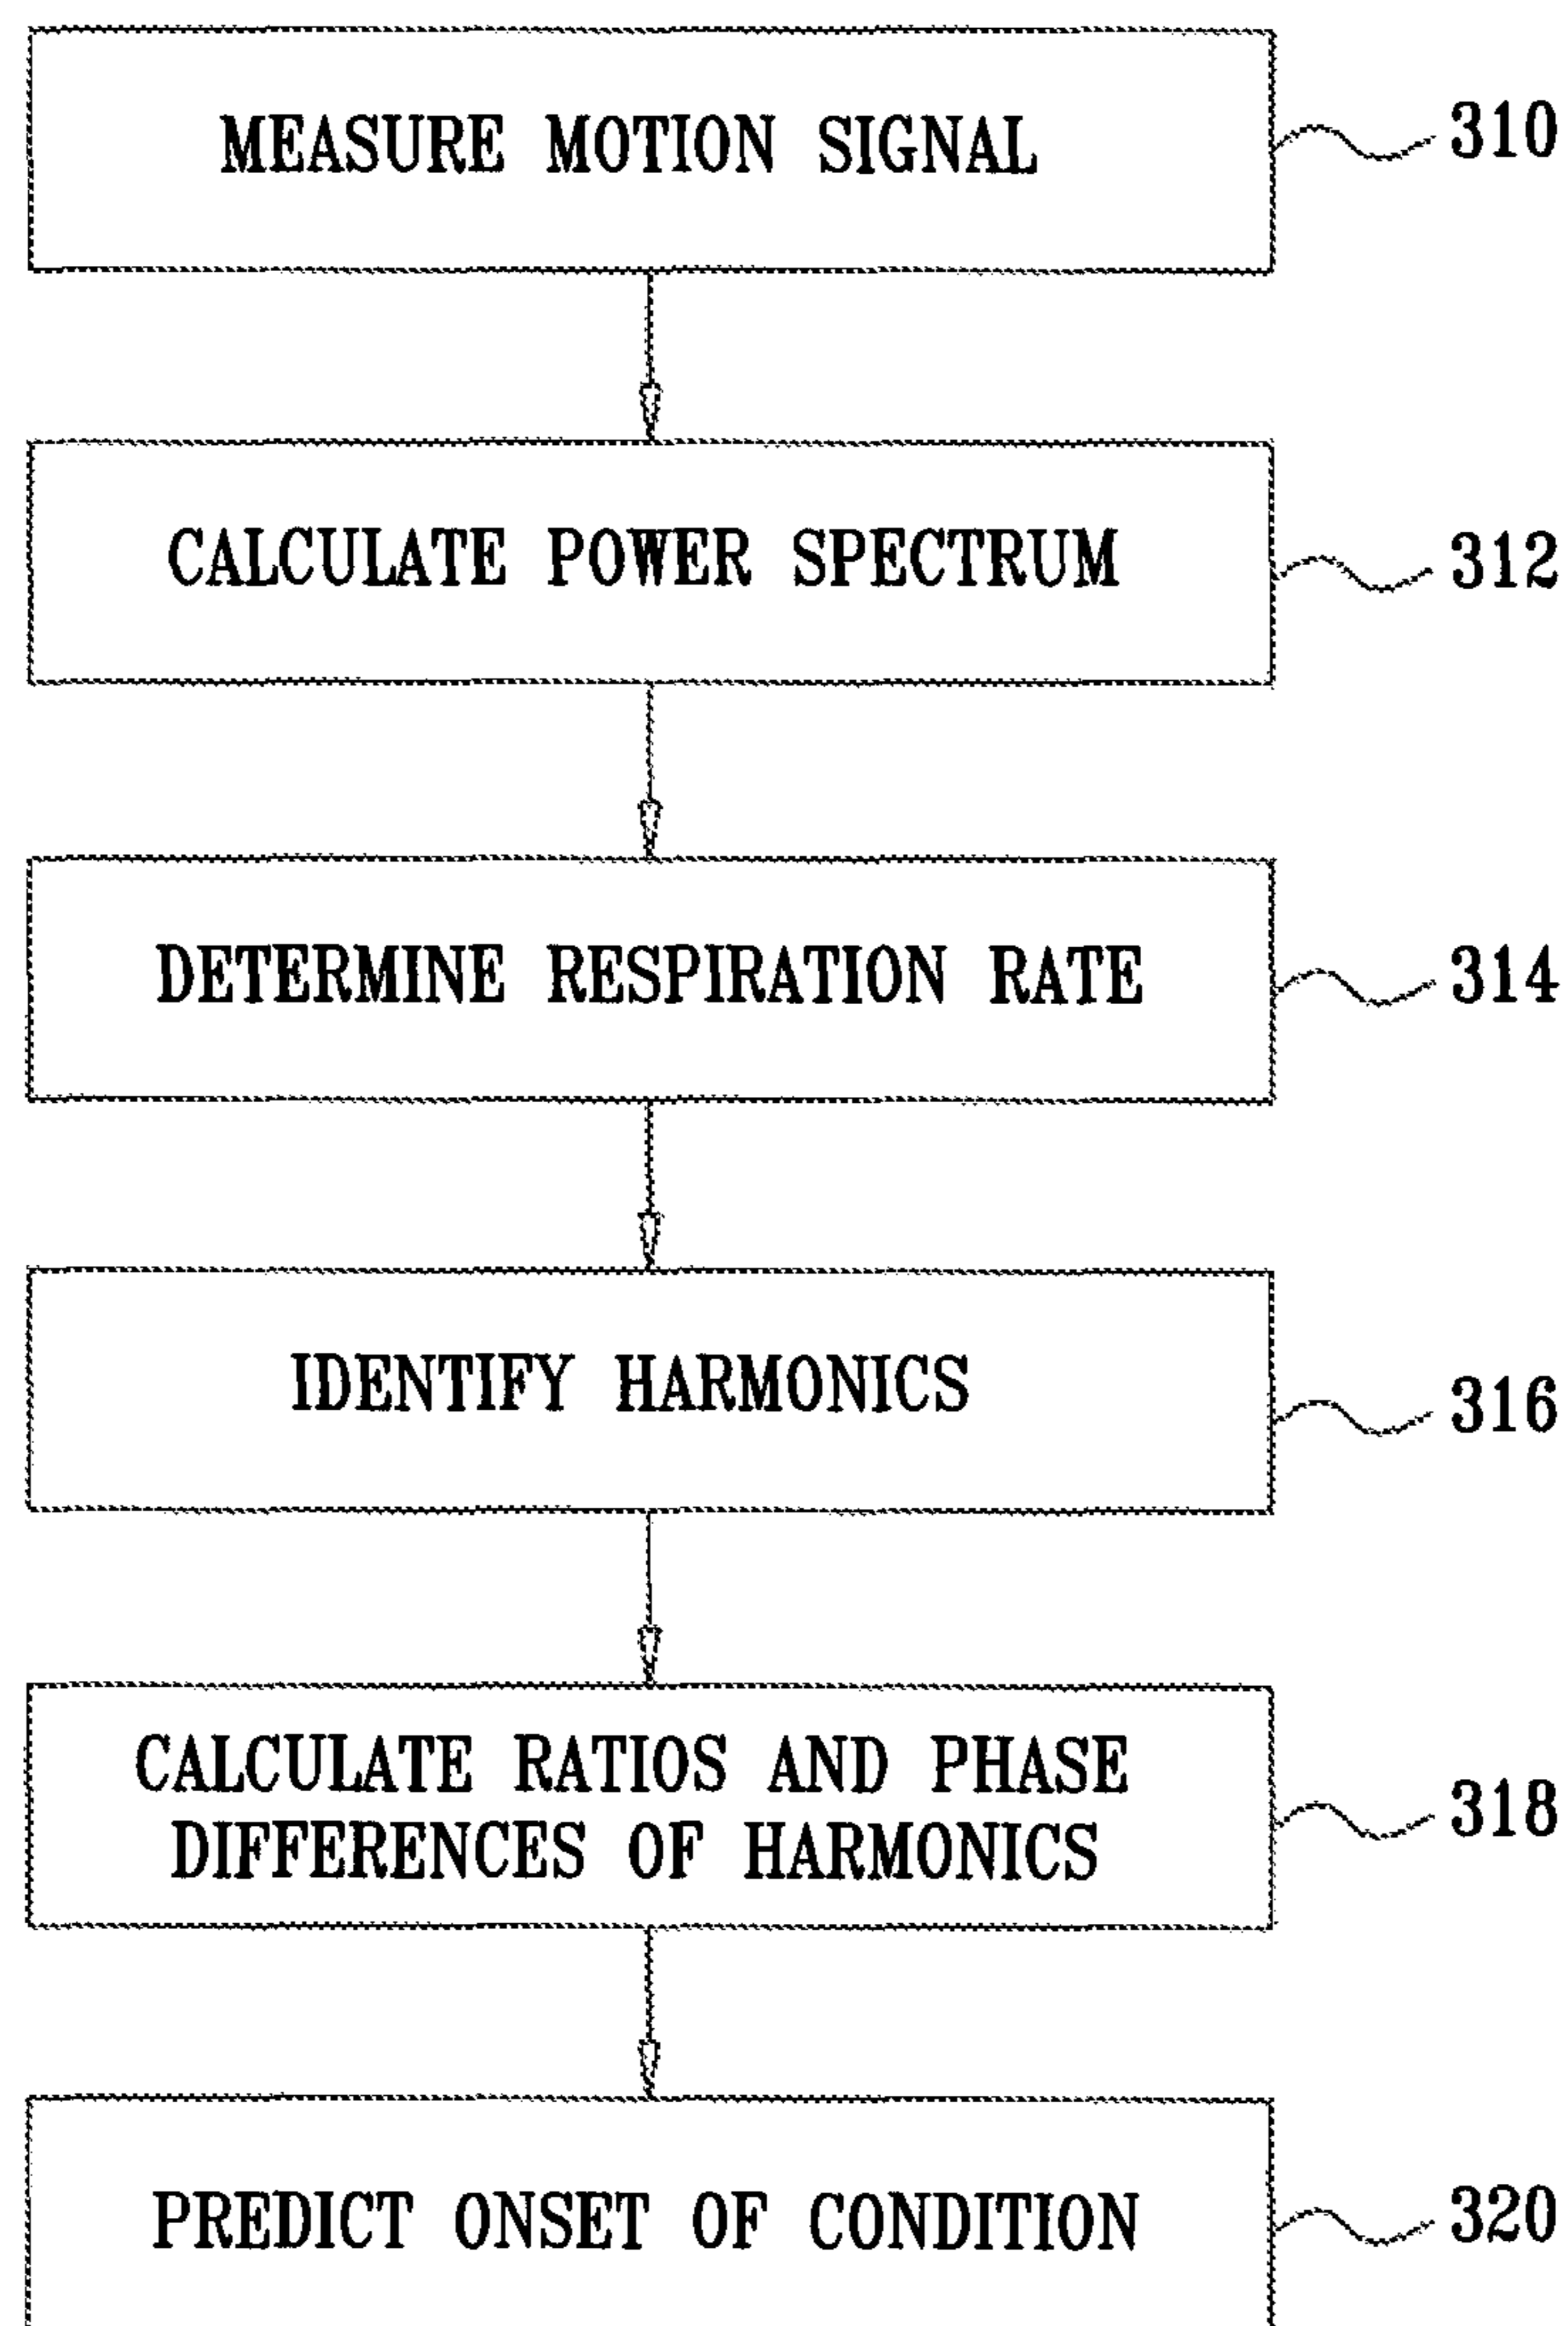 MEASURE MOTION SIGNAL
310
CALCULATE POWER SPECTRUM
312
DETERMINE RESPIRATION RATE
314
IDENTIFY HARMONICS
316
CALCULATE RATIOS AND PHASE
DIFFERENCES OF HARMONICS
318
PREDICT ONSET OF CONDITION
320